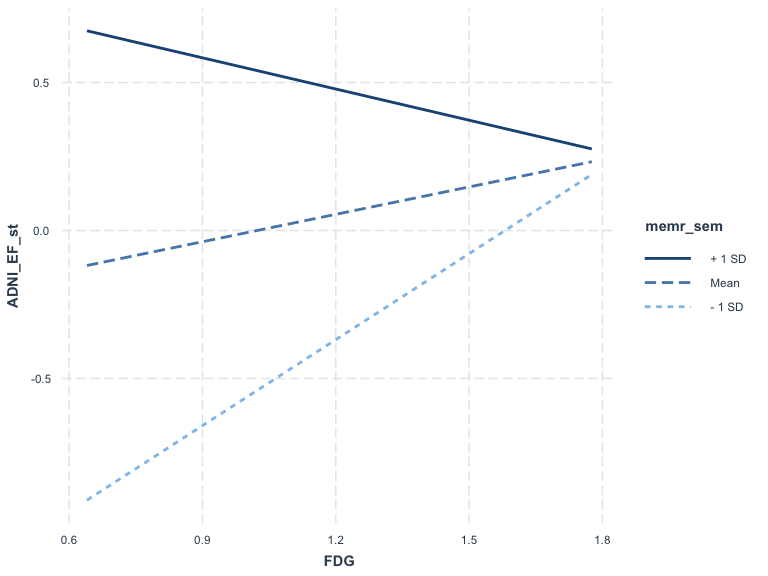 0.5
0.0
-0.5
ADNI_EF_st
0.6 0.9 1.2 1.5 1.8
FDG
memr_sem
+ 1 SD
Mean
- 1 SD